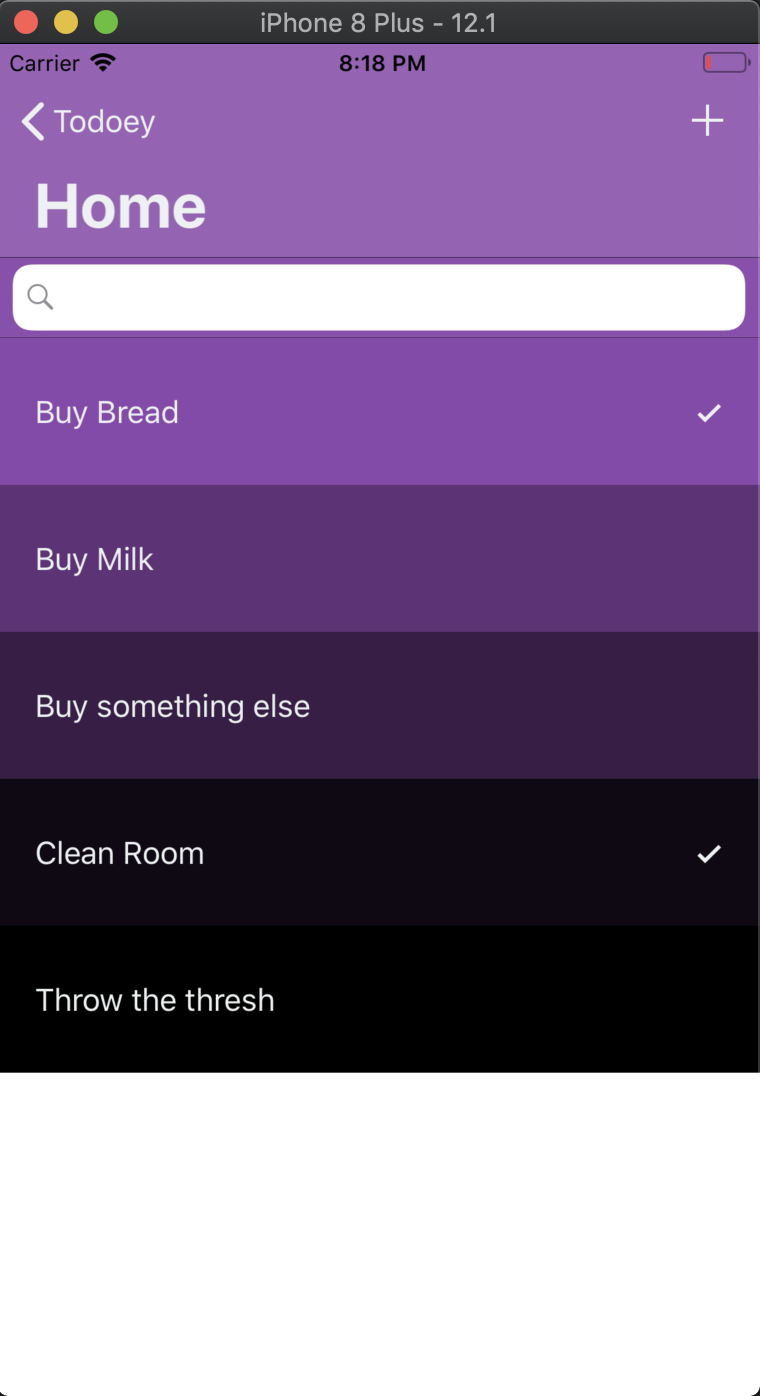 iPhone 8 Plus - 12.1
Carrier 8:18 PM
Todoey
Home
Buy Bread
Buy Milk
Buy something else
Clean Room
Throw the thresh